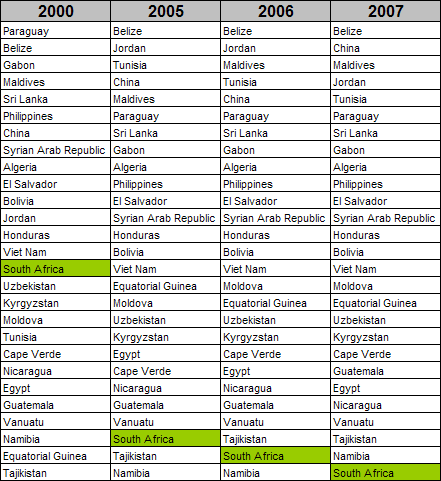 2000 2005 2006 2007
Paraguay Belize Belize Belize
Belize Jordan Jordan China
Gabon Tunisia Maldives Maldives
Maldives China Tunisia Jordan
Sri Lanka Maldives China Tunisia
Philippines Paraguay Paraguay Paraguay
China Sri Lanka Sri Lanka Sri Lanka
Syrian Arab Republic Gabon Gabon Gabon
Algeria Algeria Algeria Algeria
El Salvador Philippines Philippines Philippines
Bolivia El Salvador El Salvador El Salvador
Jordan Syrian Arab Republic Syrian Arab Republic Syrian Arab Republic
Honduras Honduras Honduras Honduras
Viet Nam Bolivia Bolivia Bolivia
South Africa Viet Nam Viet Nam Viet Nam
Uzbekistan Equatorial Guinea Moldova Moldova
Kyrgyzstan Moldova Equatorial Guinea Equatorial Guinea
Moldova Uzbekistan Uzbekistan Uzbekistan
Tunisia Kyrgyzstan Kyrgyzstan Kyrgyzstan
Cape Verde Egypt Cape Verde Cape Verde
Nicaragua Cape Verde Nicaragua Egypt
Egypt Nicaragua Egypt Guatemala
Guatemala Guatemala Guatemala Nicaragua
Vanuatu Vanuatu Vanuatu Vanuatu
Namibia South Africa Tajikistan Tajikistan
Equatorial Guinea Tajikistan South Africa Namibia
Tajikistan Namibia Namibia South Africa